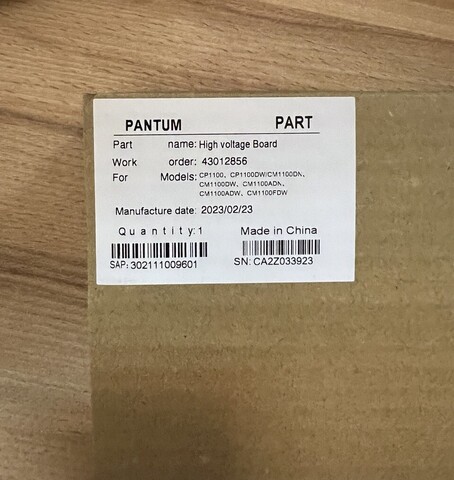 PANTUM PART
Part name: High voltage Board
Work order: 43012856
For Models: CP1100, CP1100DW/CM1100DN,
CM1100DW, CM1100ADN,
CM1100ADW, CM1100FDW
Manufacture date: 2023/02/23
Quantity:1 Made in China
SAP:302111009601 SN:CA2Z033923